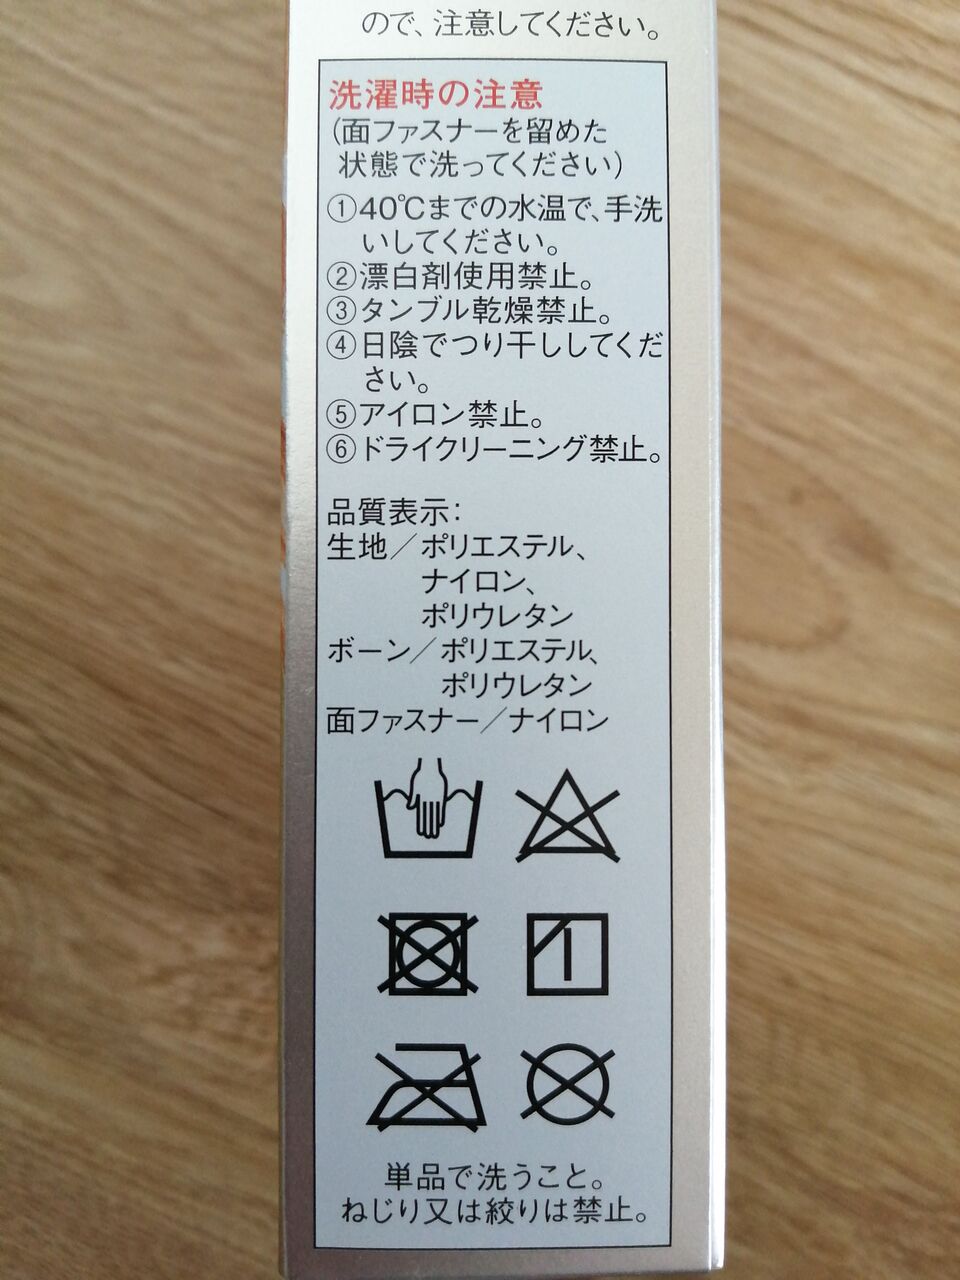 ので、注意してください。
洗濯時の注意
(面ファスナーを留めた
状態で洗ってください)
①40℃までの水温で、手洗
いしてください。
②漂白剤使用禁止。
③タンブル乾燥禁止。
④日陰でつり干ししてくだ
さい。
⑤アイロン禁止。
⑥ドライクリーニング禁止。
品質表示:
生地／ポリエステル、
ナイロン、
ポリウレタン
ボーン／ポリエステル、
ポリウレタン
面ファスナー／ナイロン
単品で洗うこと。
ねじり又は絞りは禁止。